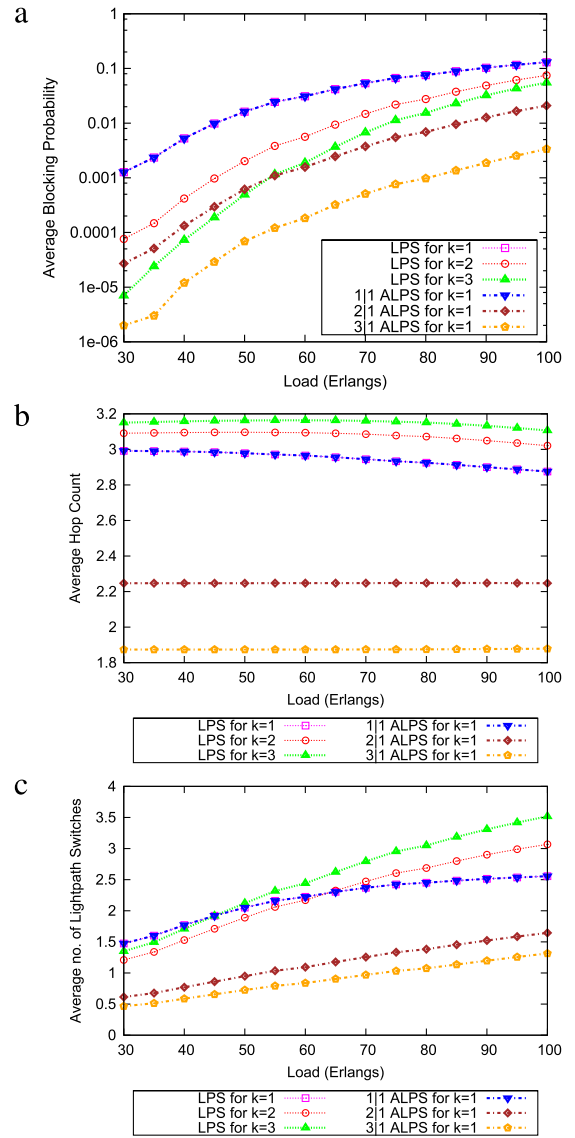 a
1
0.1
0.01
0.001
0.0001
1e-05
1e-06
Average Blocking Probability
LPS for k=1
LPS for k=2
LPS for k=3
1|1 ALPS for k=1
2|1 ALPS for k=1
3|1 ALPS for k=1
30 40 50 60 70 80 90 100
Load (Erlangs)
b
3.2
3
2.8
2.6
2.4
2.2
2
1.8
Average Hop Count
30 40 50 60 70 80 90 100
Load (Erlangs)
LPS for k=1 1|1 ALPS for k=1
LPS for k=2 2|1 ALPS for k=1
LPS for k=3 3|1 ALPS for k=1
c
4
3.5
3
2.5
2
1.5
1
0.5
0
Average no. of Lightpath Switches
30 40 50 60 70 80 90 100
Load (Erlangs)
LPS for k=1 1|1 ALPS for k=1
LPS for k=2 2|1 ALPS for k=1
LPS for k=3 3|1 ALPS for k=1